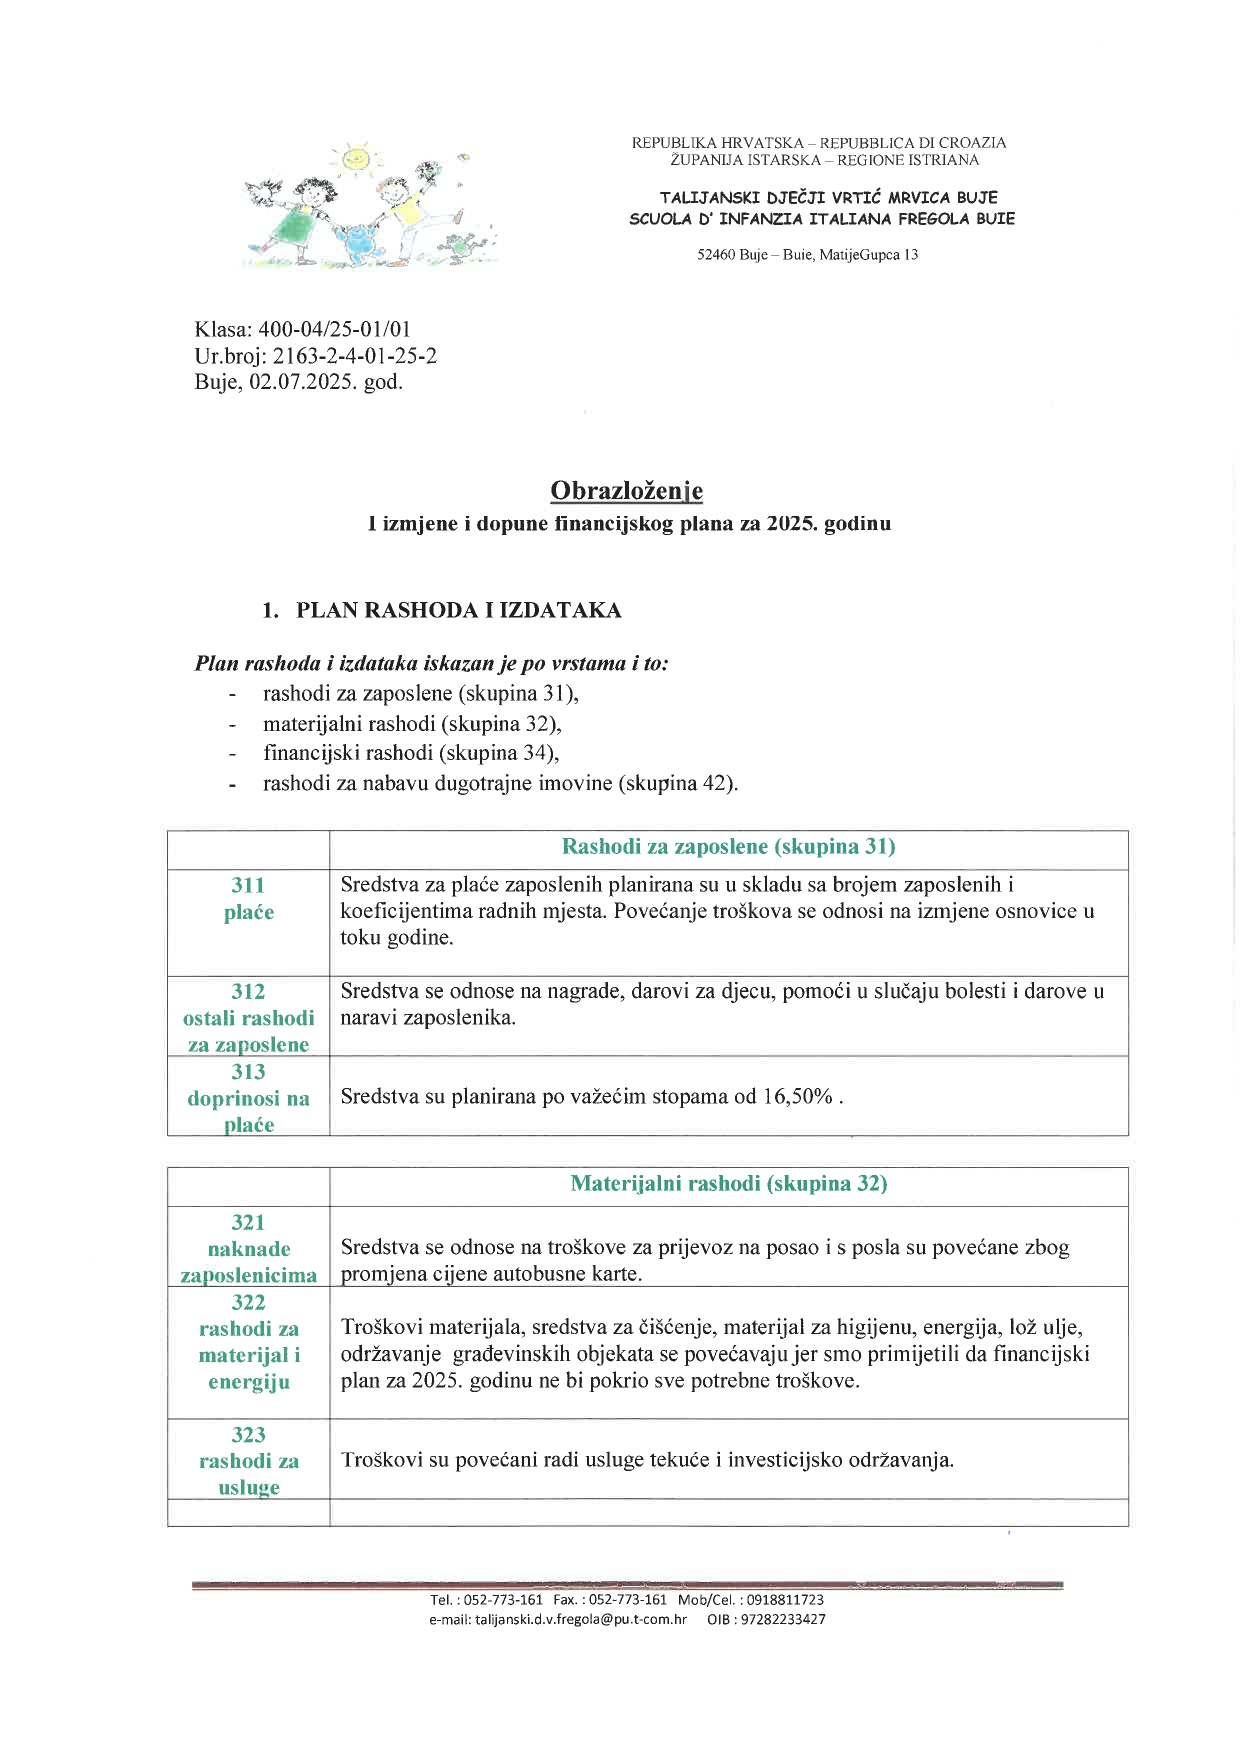 REPUBLIKA HRVATSKA – REPUBBLICA DI CROAZIA
ŽUPANIJA ISTARSKA – REGIONE ISTRIANA
TALIJANSKI DJEČJI VRTIĆ MRVICA BUJE
SCUOLA D' INFANZIA ITALIANA FREGOLA BUIE
52460 Buje – Buie, MatijeGupca 13
Klasa: 400-04/25-01/01
Ur.broj: 2163-2-4-01-25-2
Buje, 02.07.2025. god.
Obrazloženje
I izmjene i dopune financijskog plana za 2025. godinu
1. PLAN RASHODA I IZDATAKA
Plan rashoda i izdataka iskazan je po vrstama i to:
- rashodi za zaposlene (skupina 31),
- materijalni rashodi (skupina 32),
- financijski rashodi (skupina 34),
- rashodi za nabavu dugotrajne imovine (skupina 42).
Rashodi za zaposlene (skupina 31)
311
plaće
Sredstva za plaće zaposlenih planirana su u skladu sa brojem zaposlenih i
koeficijentima radnih mjesta. Povećanje troškova se odnosi na izmjene osnovice u
toku godine.
312
ostali rashodi
za zaposlene
Sredstva se odnose na nagrade, darovi za djecu, pomoći u slučaju bolesti i darove u
naravi zaposlenika.
313
doprinosi na
plaće
Sredstva su planirana po važećim stopama od 16,50% .
Materijalni rashodi (skupina 32)
321
naknade
zaposlenicima
Sredstva se odnose na troškove za prijevoz na posao i s posla su povećane zbog
promjena cijene autobusne karte.
322
rashodi za
materijal i
energiju
Troškovi materijala, sredstva za čišćenje, materijal za higijenu, energija, lož ulje,
održavanje građevinskih objekata se povećavaju jer smo primijetili da financijski
plan za 2025. godinu ne bi pokrio sve potrebne troškove.
323
rashodi za
usluge
Troškovi su povećani radi usluge tekuće i investicijsko održavanja.
Tel. : 052-773-161 Fax. : 052-773-161 Mob/Cel. : 0918811723
e-mail: talijanski.d.v.fregola@pu.t-com.hr OIB : 97282233427